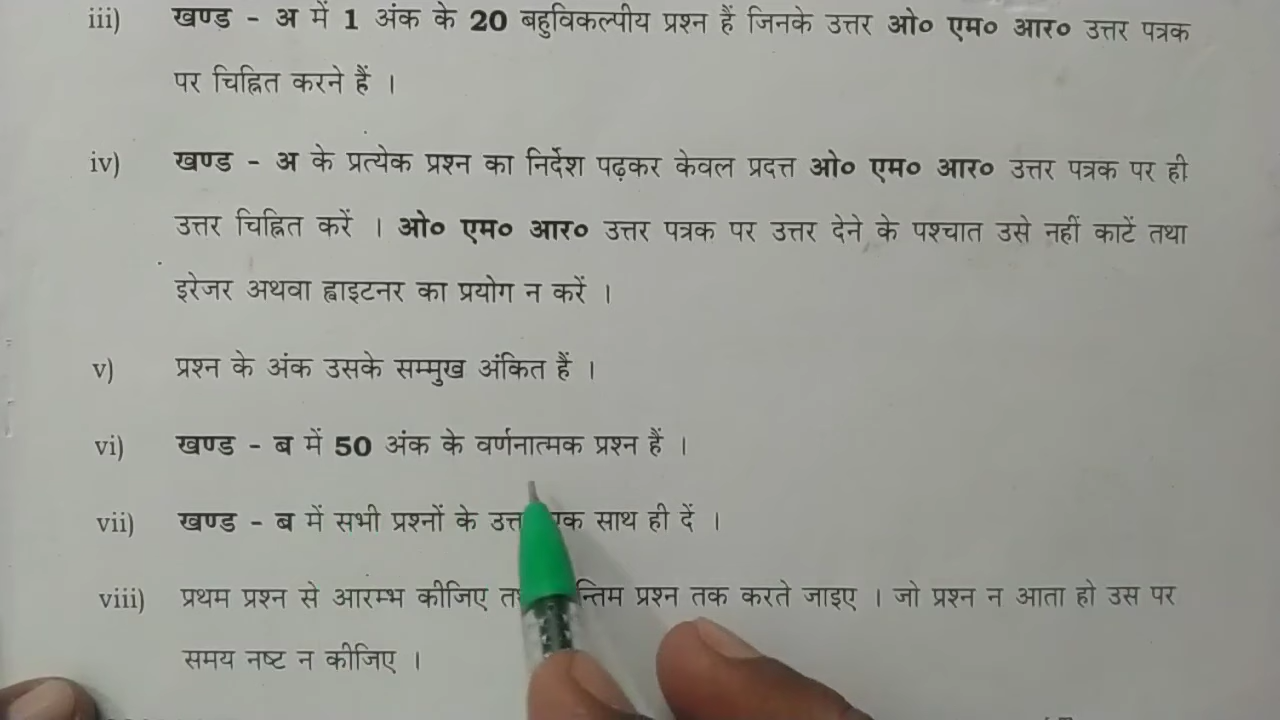 iii) खण्ड - अ में 1 अंक के 20 बहुविकल्पीय प्रश्न हैं जिनके उत्तर ओ० एम० आर० उत्तर पत्रक
पर चिह्नित करने हैं ।
iv) खण्ड - अ के प्रत्येक प्रश्न का निर्देश पढ़कर केवल प्रदत्त ओ० एम० आर० उत्तर पत्रक पर ही
उत्तर चिह्नित करें । ओ० एम० आर० उत्तर पत्रक पर उत्तर देने के पश्चात उसे नहीं काटें तथा
इरेजर अथवा ह्वाइटनर का प्रयोग न करें ।
v) प्रश्न के अंक उसके सम्मुख अंकित हैं ।
vi) खण्ड - ब में 50 अंक के वर्णनात्मक प्रश्न हैं ।
vii) खण्ड - ब में सभी प्रश्नों के साथ ही दें ।
viii) प्रथम प्रश्न से आरम्भ कीजिए प्रश्न तक करते जाइए । जो प्रश्न न आता हो उस पर
समय नष्ट न कीजिए ।